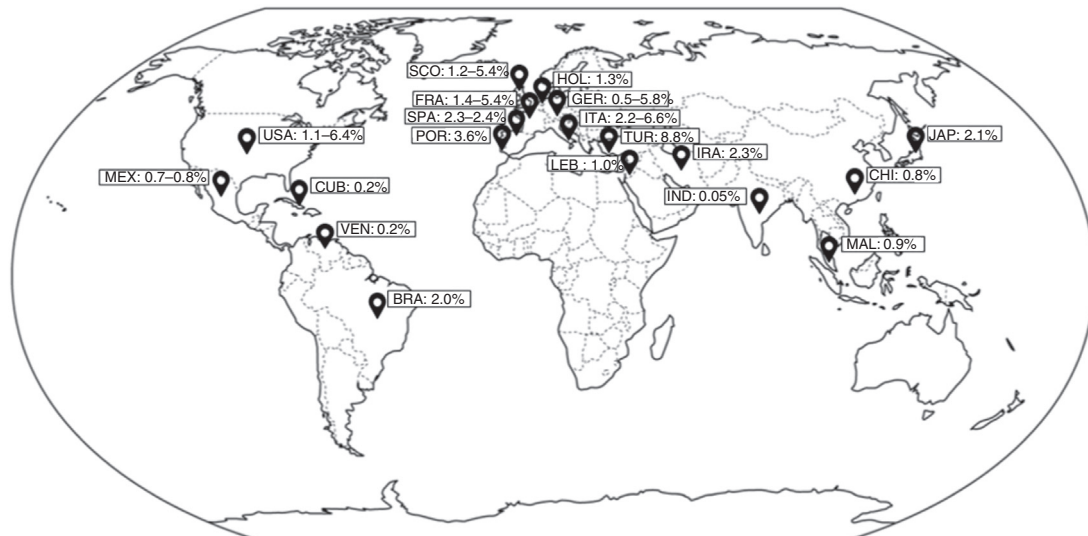 SCO: 1.2–5.4%
HOL: 1.3%
FRA: 1.4–5.4%
GER: 0.5–5.8%
SPA: 2.3–2.4%
ITA: 2.2–6.6%
POR: 3.6%
TUR: 8.8%
USA: 1.1–6.4%
JAP: 2.1%
LEB : 1.0%
IRA: 2.3%
MEX: 0.7–0.8%
CUB: 0.2%
IND: 0.05%
CHI: 0.8%
VEN: 0.2%
MAL: 0.9%
BRA: 2.0%